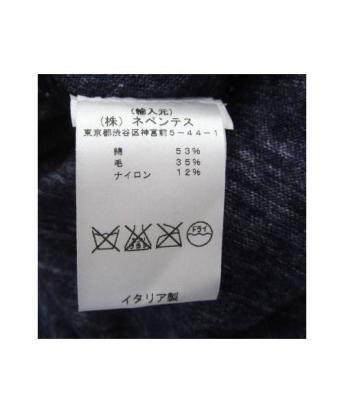 (輸入元)
(株) ネペンテス
東京都渋谷区神宮前5-44-1
綿 53%
毛 35%
ナイロン 12%
ドライ
イタリア製